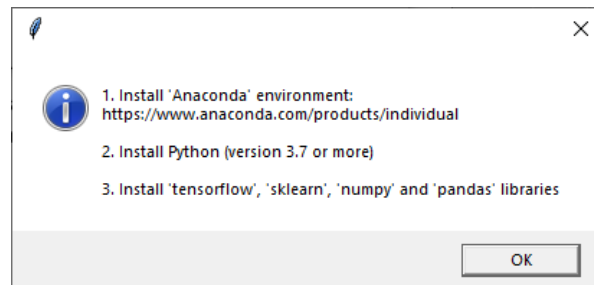 1. Install 'Anaconda' environment:
https://www.anaconda.com/products/individual
2. Install Python (version 3.7 or more)
3. Install 'tensorflow', 'sklearn', 'numpy' and 'pandas' libraries
OK